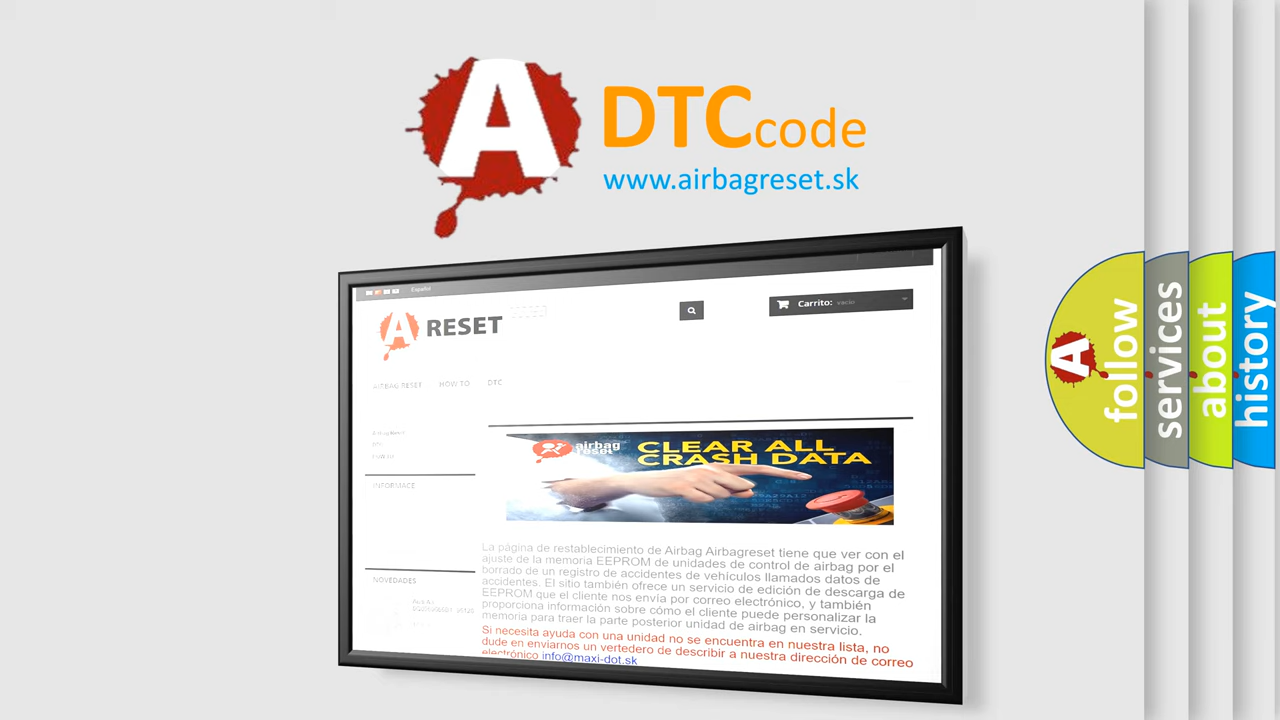 A
DTCcode
www.airbagreset.sk
Español
A RESET
Carrito: vacío
AIRBAG RESET HOW TO DTC
airbag
reset
CLEAR ALL
CRASH DATA
INFORMACE
La página de restablecimiento de Airbag Airbagreset tiene que ver con el
ajuste de la memoria EEPROM de unidades de control de airbag por el
borrado de un registro de accidentes de vehículos llamados datos de
accidentes. El sitio también ofrece un servicio de edición de descarga de
EEPROM que el cliente nos envía por correo electrónico, y también
proporciona información sobre cómo el cliente puede personalizar la
memoria para traer la parte posterior unidad de airbag en servicio.
Si necesita ayuda con una unidad no se encuentra en nuestra lista, no
dude en enviarnos un vertedero de describir a nuestra dirección de correo
electrónico info@maxi-dot.sk
NOVEDADES
A
follow
services
about
history